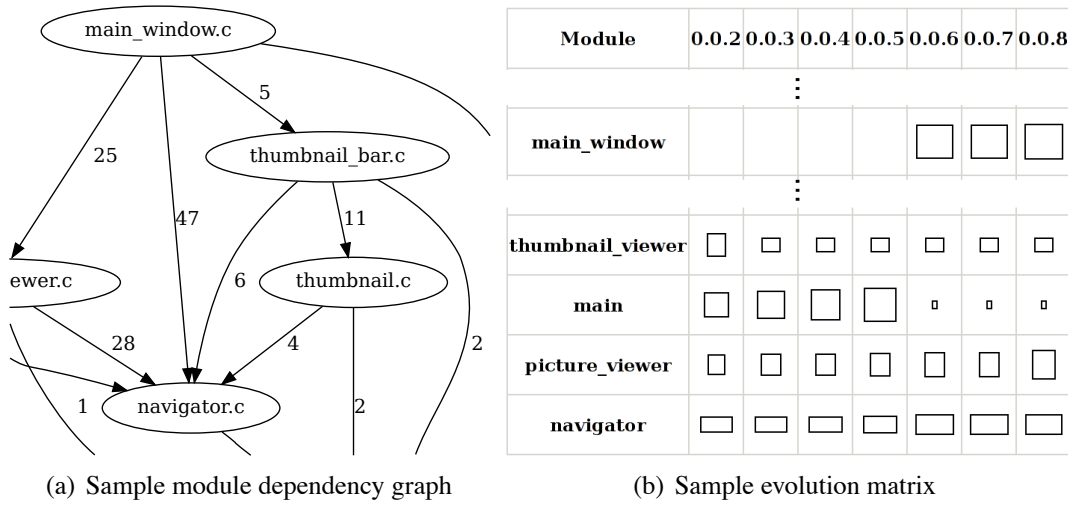 main_window.c
5
25
thumbnail_bar.c
47
11
ewer.c
6
thumbnail.c
28
4
2
1
navigator.c
2
(a) Sample module dependency graph
Module 0.0.2 0.0.3 0.0.4 0.0.5 0.0.6 0.0.7 0.0.8
main_window
thumbnail_viewer
main
picture_viewer
navigator
(b) Sample evolution matrix